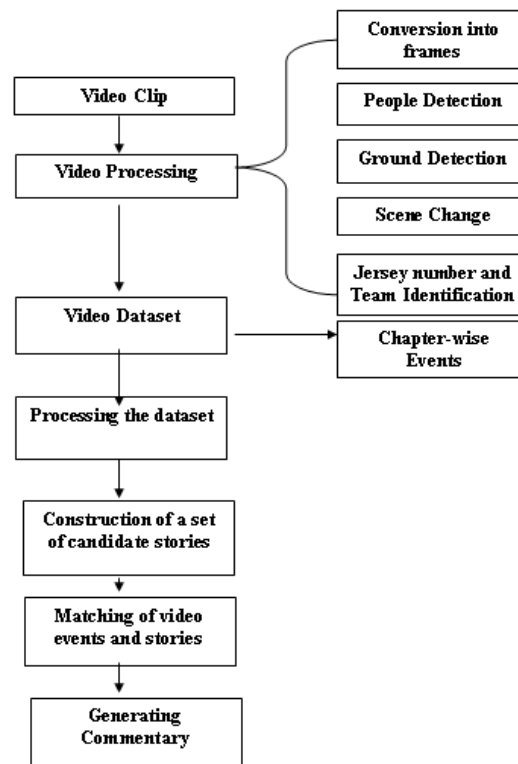 Video Clip
Video Processing
Conversion into
frames
People Detection
Ground Detection
Scene Change
Jersey number and
Team Identification
Video Dataset
Chapter-wise
Events
Processing the dataset
Construction of a set
of candidate stories
Matching of video
events and stories
Generating
Commentary